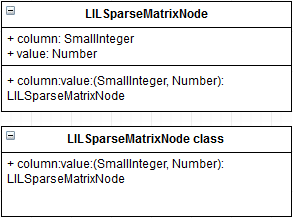 LILSparseMatrixNode
+ column: SmallInteger
+ value: Number
+ column:value:(SmallInteger, Number):
LILSparseMatrixNode
LILSparseMatrixNode class
+ column:value:(SmallInteger, Number):
LILSparseMatrixNode